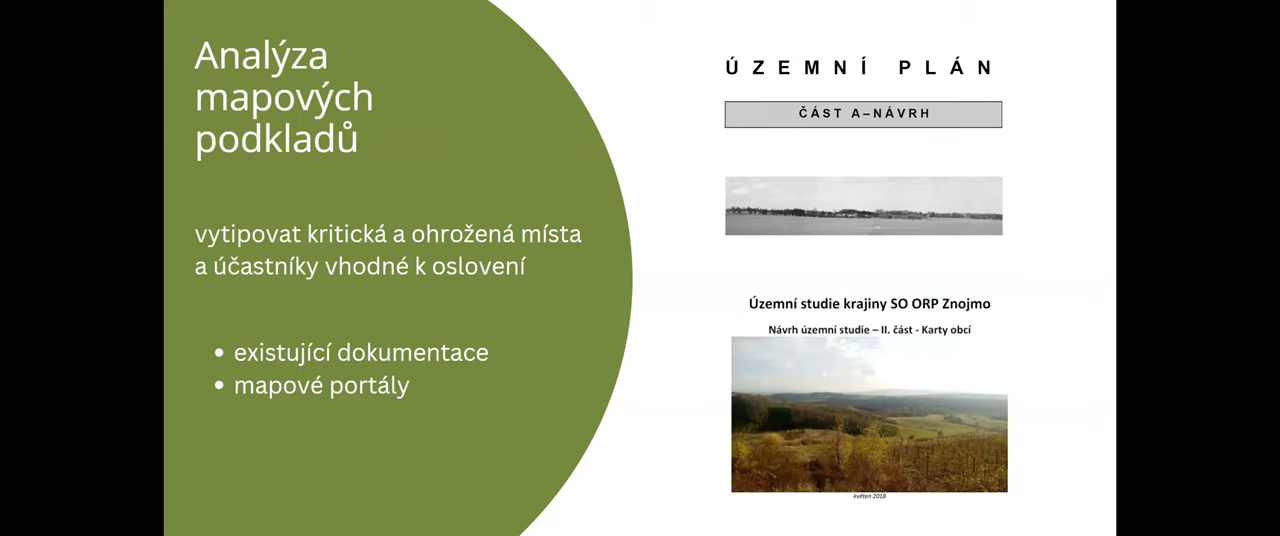 Analýza
mapových
podkladů
vytipovat kritická a ohrožená místa
a účastníky vhodné k oslovení
• existující dokumentace
• mapové portály
ÚZEMNÍ PLÁN
ČÁST A–NÁVRH
Územní studie krajiny SO ORP Znojmo
Návrh územní studie – II. část - Karty obcí
květen 2018